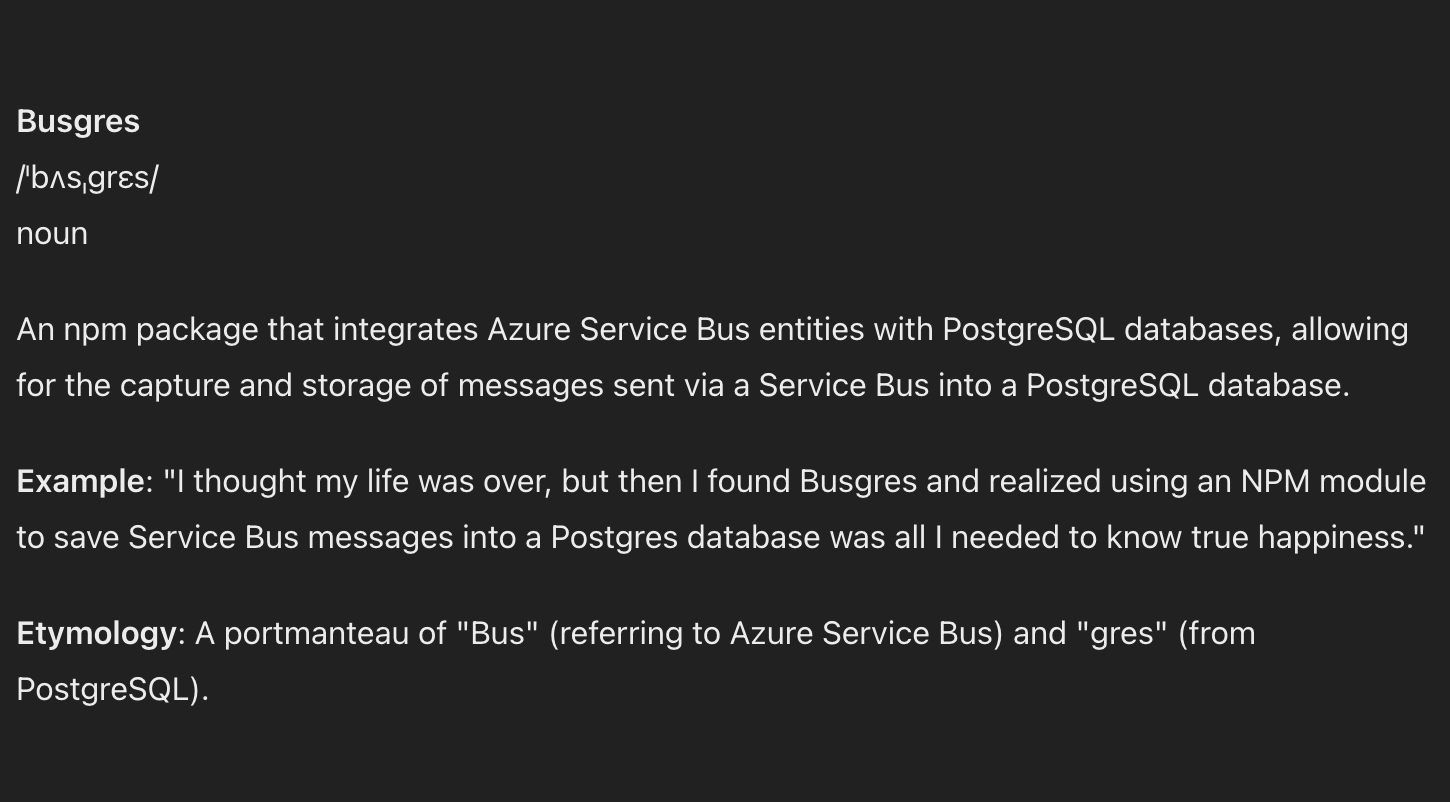 Busgres
/ˈbʌsˌɡrɛs/
noun
An npm package that integrates Azure Service Bus entities with PostgreSQL databases, allowing
for the capture and storage of messages sent via a Service Bus into a PostgreSQL database.
Example: "I thought my life was over, but then I found Busgres and realized using an NPM module
to save Service Bus messages into a Postgres database was all I needed to know true happiness."
Etymology: A portmanteau of "Bus" (referring to Azure Service Bus) and "gres" (from
PostgreSQL).